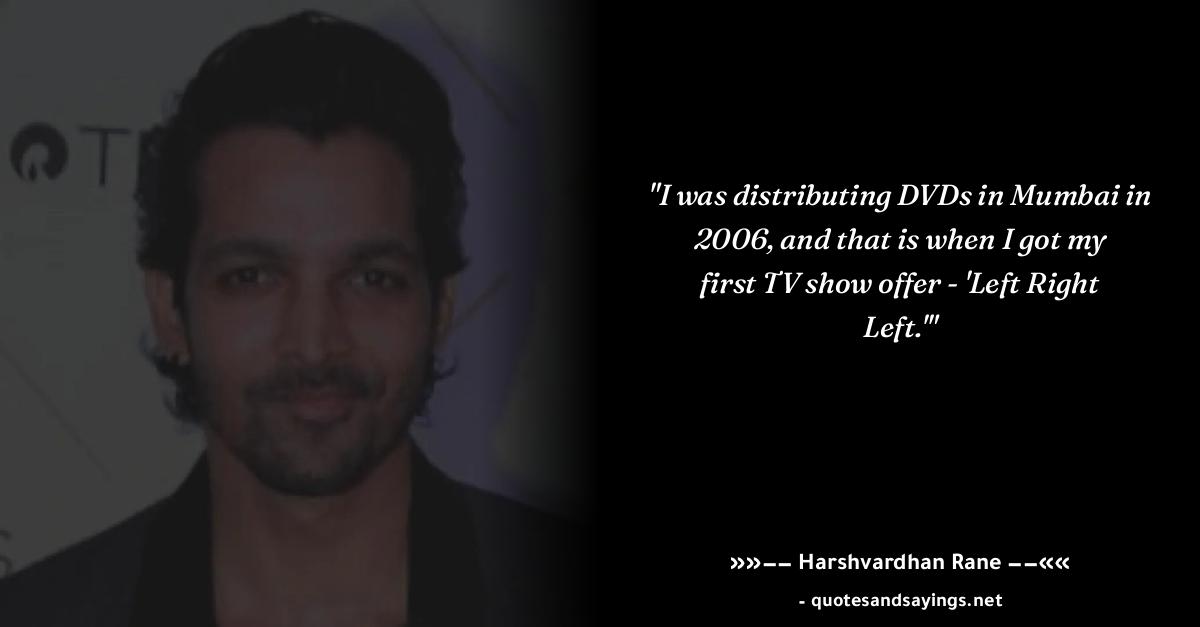 "I was distributing DVDs in Mumbai in
2006, and that is when I got my
first TV show offer - 'Left Right
Left.'"
»»−− Harshvardhan Rane −−««
- quotesandsayings.net